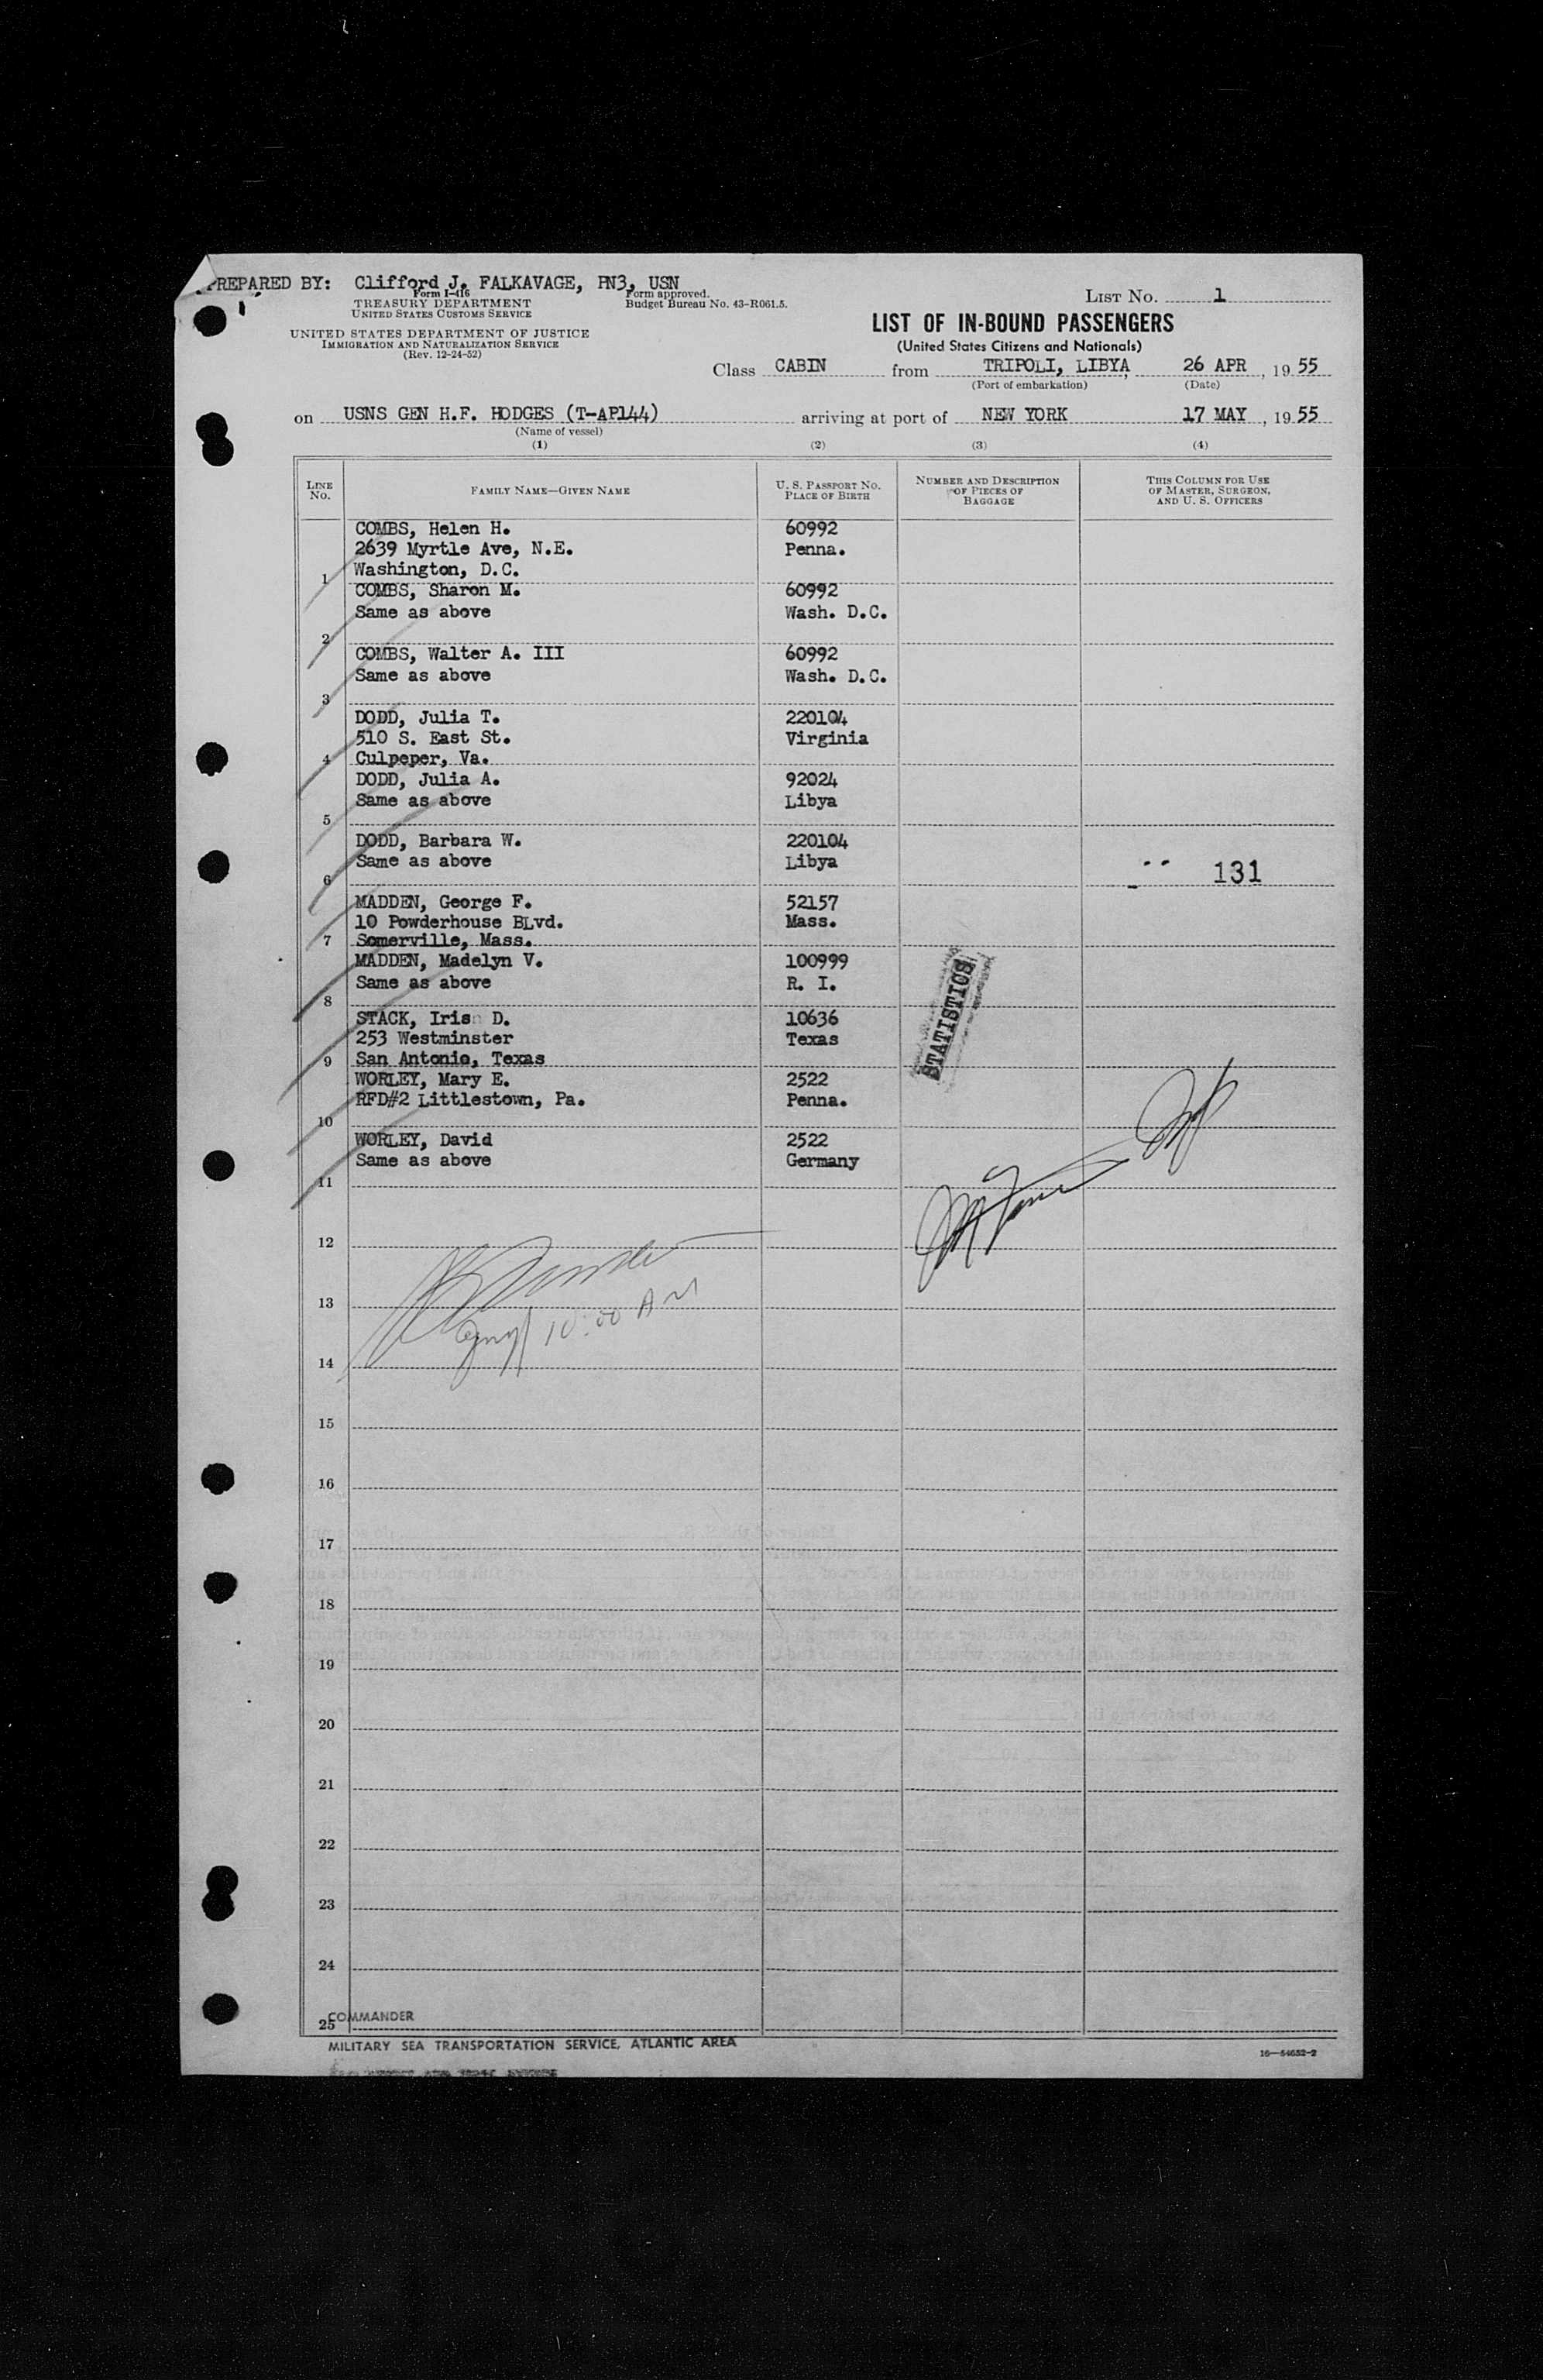 PREPARED BY: Clifford J. FALKAVAGE, PN3, USN
Form I-416
TREASURY DEPARTMENT
UNITED STATES CUSTOMS SERVICE
Form approved.
Budget Bureau No. 43-R061.5.
LIST No. 1
UNITED STATES DEPARTMENT OF JUSTICE
IMMIGRATION AND NATURALIZATION SERVICE
(Rev. 12-24-52)
LIST OF IN-BOUND PASSENGERS
(United States Citizens and Nationals)
Class CABIN from TRIPOLI, LIBYA 26 APR, 1955
(Port of embarkation) (Date)
on USNS GEN H.F. HODGES (T-AP144) arriving at port of NEW YORK 17 MAY, 1955
(Name of vessel)
(1) (2) (3) (4)
LINE No. FAMILY NAME—GIVEN NAME U. S. PASSPORT No. PLACE OF BIRTH NUMBER AND DESCRIPTION OF PIECES OF BAGGAGE THIS COLUMN FOR USE OF MASTER, SURGEON, AND U. S. OFFICERS
COMBS, Helen H. 60992
2639 Myrtle Ave, N.E. Penna.
1 Washington, D.C.
COMBS, Sharon M. 60992
Same as above Wash. D.C.
2
COMBS, Walter A. III 60992
Same as above Wash. D.C.
3
DODD, Julia T. 220104
510 S. East St. Virginia
4 Culpeper, Va.
DODD, Julia A. 92024
Same as above Libya
5
DODD, Barbara W. 220104
Same as above Libya
6 131
MADDEN, George F. 52157
10 Powderhouse BLvd. Mass.
7 Somerville, Mass.
MADDEN, Madelyn V. 100999
Same as above R. I.
8
STATISTICS
STACK, Iris D. 10636
253 Westminster Texas
9 San Antonio, Texas
WORLEY, Mary E. 2522
RFD#2 Littlestown, Pa. Penna.
10
WORLEY, David 2522
Same as above Germany
11
12
13
10:00 AM
14
15
16
17
18
19
20
21
22
23
24
25 COMMANDER
MILITARY SEA TRANSPORTATION SERVICE, ATLANTIC AREA
16—54652-2